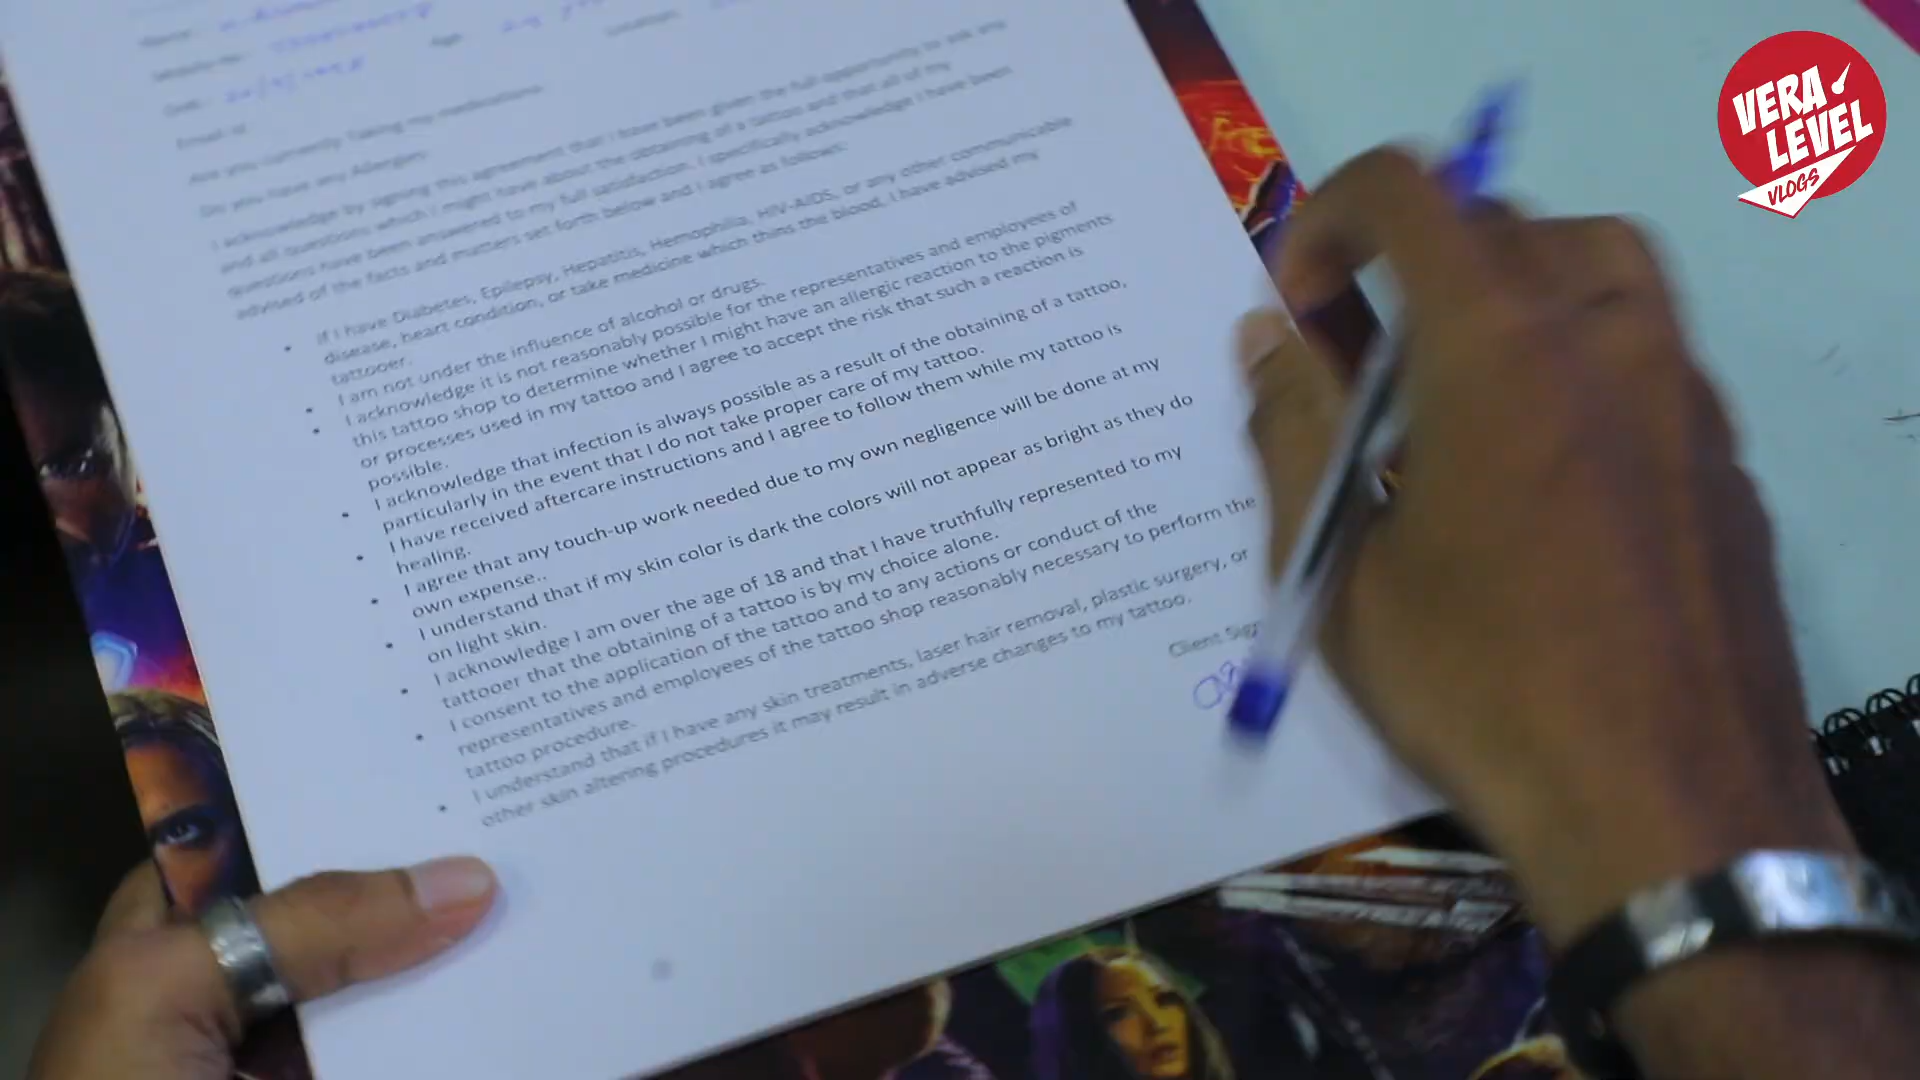 VERA
LEVEL
VLOGS
Name:
Mobile No:
Age:
Location:
Date:
Email id
Are you currently Taking my medications:
Do you have any Allergies:
I acknowledge by signing this agreement that I have been given the full opportunity to ask any
and all questions which I might have about the obtaining of a tattoo and that all of my
questions have been answered to my full satisfaction. I specifically acknowledge I have been
advised of the facts and matters set forth below and I agree as follows:
• If I have Diabetes, Epilepsy, Hepatitis, Hemophilia, HIV-AIDS, or any other communicable
disease, heart condition, or take medicine which thins the blood. I have advised my
tattooer.
• I am not under the influence of alcohol or drugs.
• I acknowledge it is not reasonably possible for the representatives and employees of
this tattoo shop to determine whether I might have an allergic reaction to the pigments
or processes used in my tattoo and I agree to accept the risk that such a reaction is
possible.
• I acknowledge that infection is always possible as a result of the obtaining of a tattoo,
particularly in the event that I do not take proper care of my tattoo.
• I have received aftercare instructions and I agree to follow them while my tattoo is
healing.
• I agree that any touch-up work needed due to my own negligence will be done at my
own expense..
• I understand that if my skin color is dark the colors will not appear as bright as they do
on light skin.
• I acknowledge I am over the age of 18 and that I have truthfully represented to my
tattooer that the obtaining of a tattoo is by my choice alone.
• I consent to the application of the tattoo and to any actions or conduct of the
representatives and employees of the tattoo shop reasonably necessary to perform the
tattoo procedure.
• I understand that if I have any skin treatments, laser hair removal, plastic surgery, or
other skin altering procedures it may result in adverse changes to my tattoo.
Client Sig